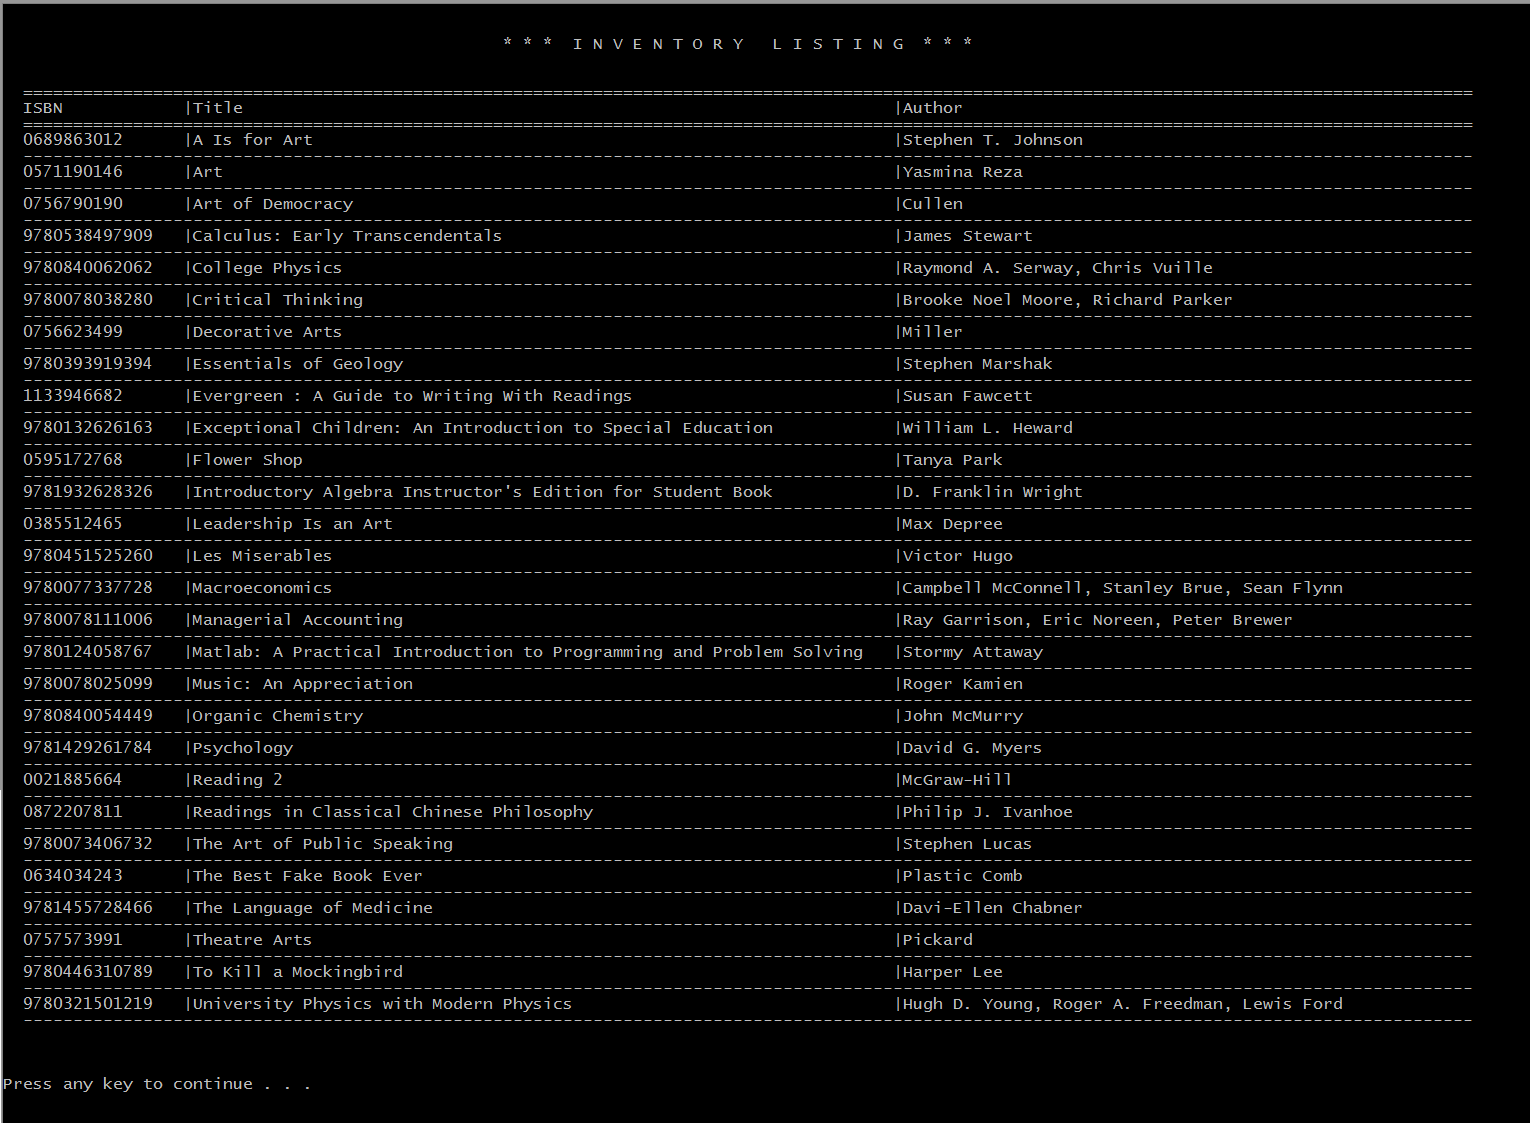 * * *  I N V E N T O R Y   L I S T I N G  * * *
ISBN |Title |Author
0689863012 |A Is for Art |Stephen T. Johnson
0571190146 |Art |Yasmina Reza
0756790190 |Art of Democracy |Cullen
9780538497909 |Calculus: Early Transcendentals |James Stewart
9780840062062 |College Physics |Raymond A. Serway, Chris Vuille
9780078038280 |Critical Thinking |Brooke Noel Moore, Richard Parker
0756623499 |Decorative Arts |Miller
9780393919394 |Essentials of Geology |Stephen Marshak
1133946682 |Evergreen : A Guide to Writing With Readings |Susan Fawcett
9780132626163 |Exceptional Children: An Introduction to Special Education |William L. Heward
0595172768 |Flower Shop |Tanya Park
9781932628326 |Introductory Algebra Instructor's Edition for Student Book |D. Franklin Wright
0385512465 |Leadership Is an Art |Max Depree
9780451525260 |Les Miserables |Victor Hugo
9780077337728 |Macroeconomics |Campbell McConnell, Stanley Brue, Sean Flynn
9780078111006 |Managerial Accounting |Ray Garrison, Eric Noreen, Peter Brewer
9780124058767 |Matlab: A Practical Introduction to Programming and Problem Solving |Stormy Attaway
9780078025099 |Music: An Appreciation |Roger Kamien
9780840054449 |Organic Chemistry |John McMurry
9781429261784 |Psychology |David G. Myers
0021885664 |Reading 2 |McGraw-Hill
0872207811 |Readings in Classical Chinese Philosophy |Philip J. Ivanhoe
9780073406732 |The Art of Public Speaking |Stephen Lucas
0634034243 |The Best Fake Book Ever |Plastic Comb
9781455728466 |The Language of Medicine |Davi-Ellen Chabner
0757573991 |Theatre Arts |Pickard
9780446310789 |To Kill a Mockingbird |Harper Lee
9780321501219 |University Physics with Modern Physics |Hugh D. Young, Roger A. Freedman, Lewis Ford
Press any key to continue . . .